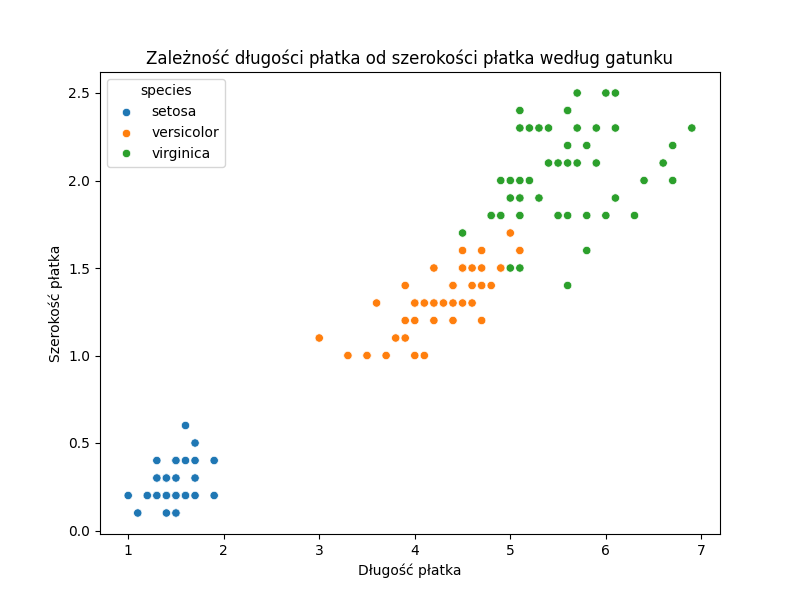 Zależność długości płatka od szerokości płatka według gatunku
species
setosa
versicolor
virginica
2.5
2.0
1.5
1.0
0.5
0.0
Szerokość płatka
1 2 3 4 5 6 7
Długość płatka